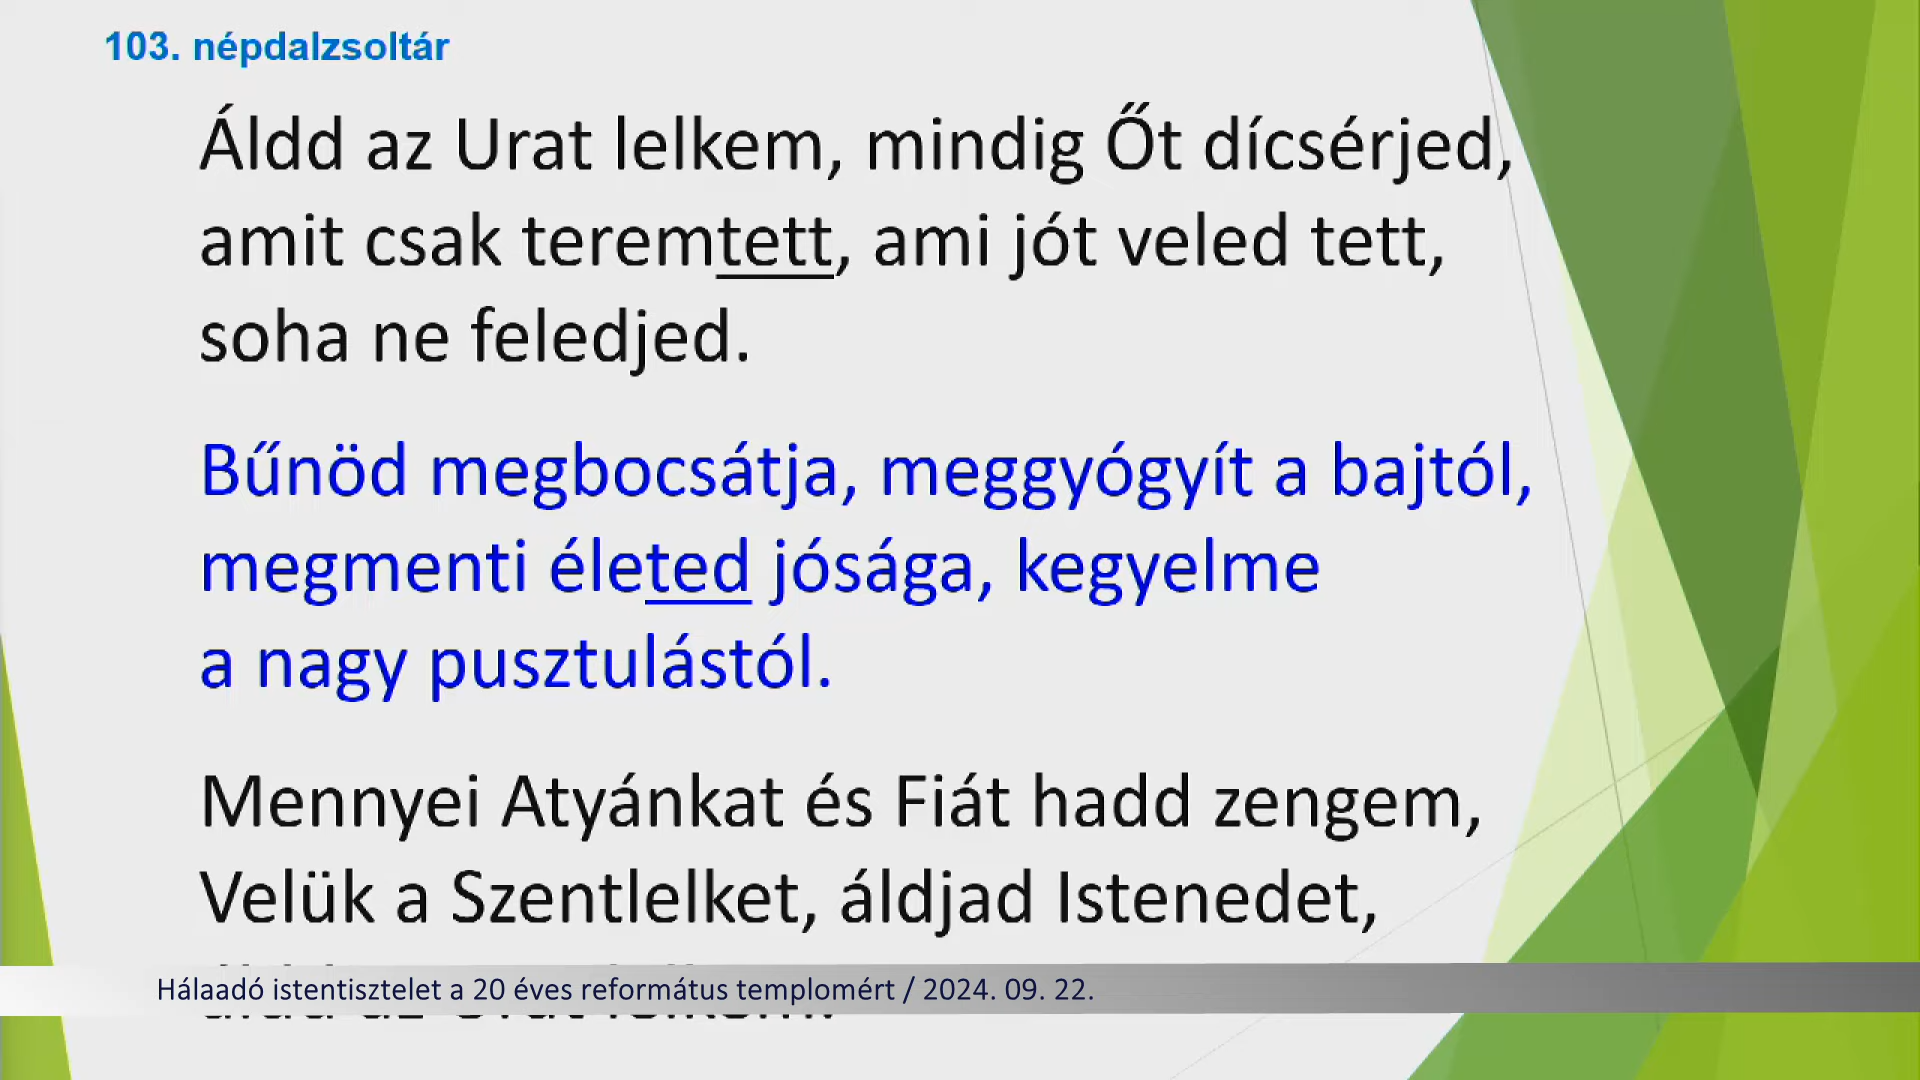 103. népdalzsoltár
Áldd az Urat lelkem, mindig Őt dícsérjed,
amit csak teremtett, ami jót veled tett,
soha ne feledjed.
Bűnöd megbocsátja, meggyógyít a bajtól,
megmenti életed jósága, kegyelme
a nagy pusztulástól.
Mennyei Atyánkat és Fiát hadd zengem,
Velük a Szentlelket, áldjad Istenedet,
Hálaadó istentisztelet a 20 éves református templomért / 2024. 09. 22.